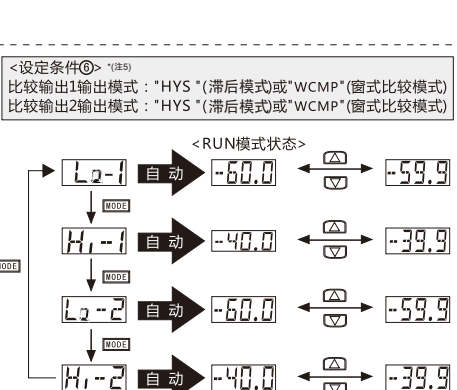 <设定条件⑥> *(注5)
比较输出1输出模式："HYS "(滞后模式)或"WCMP"(窗式比较模式)
比较输出2输出模式："HYS "(滞后模式)或"WCMP"(窗式比较模式)
<RUN模式状态>
Lo-1 自动 -60.0 -59.9
MODE
Hi-1 自动 -40.0 -39.9
MODE MODE
Lo-2 自动 -60.0 -59.9
MODE
Hi-2 自动 -40.0 -39.9